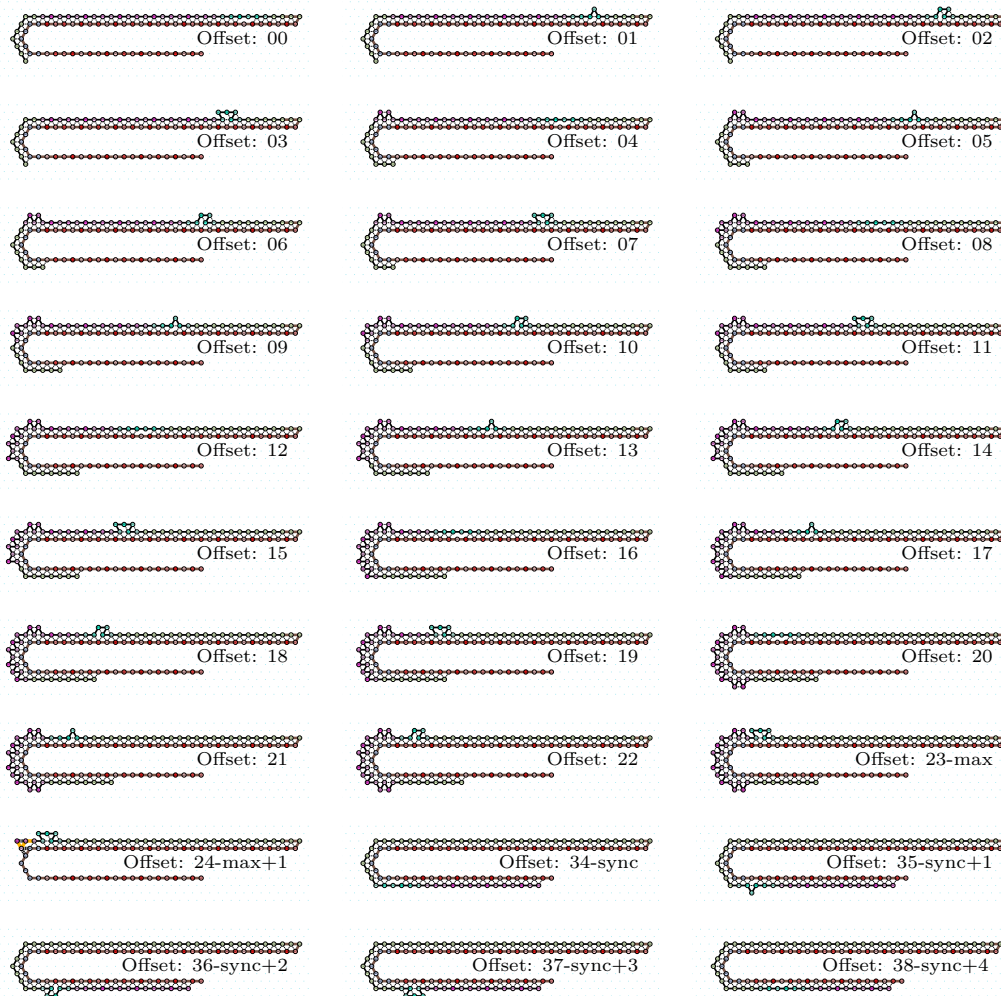 Offset: 00 Offset: 01 Offset: 02
Offset: 03 Offset: 04 Offset: 05
Offset: 06 Offset: 07 Offset: 08
Offset: 09 Offset: 10 Offset: 11
Offset: 12 Offset: 13 Offset: 14
Offset: 15 Offset: 16 Offset: 17
Offset: 18 Offset: 19 Offset: 20
Offset: 21 Offset: 22 Offset: 23-max
Offset: 24-max+1 Offset: 34-sync Offset: 35-sync+1
Offset: 36-sync+2 Offset: 37-sync+3 Offset: 38-sync+4